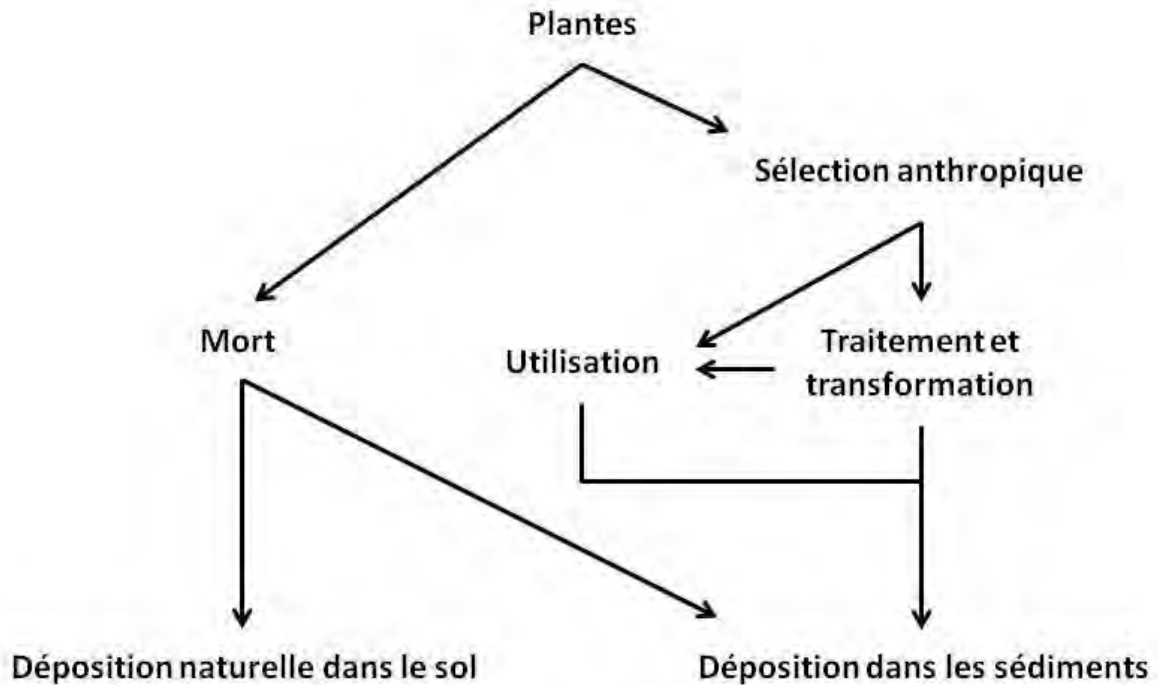 Plantes
Sélection anthropique
Mort
Utilisation
Traitement et
transformation
Déposition naturelle dans le sol
Déposition dans les sédiments